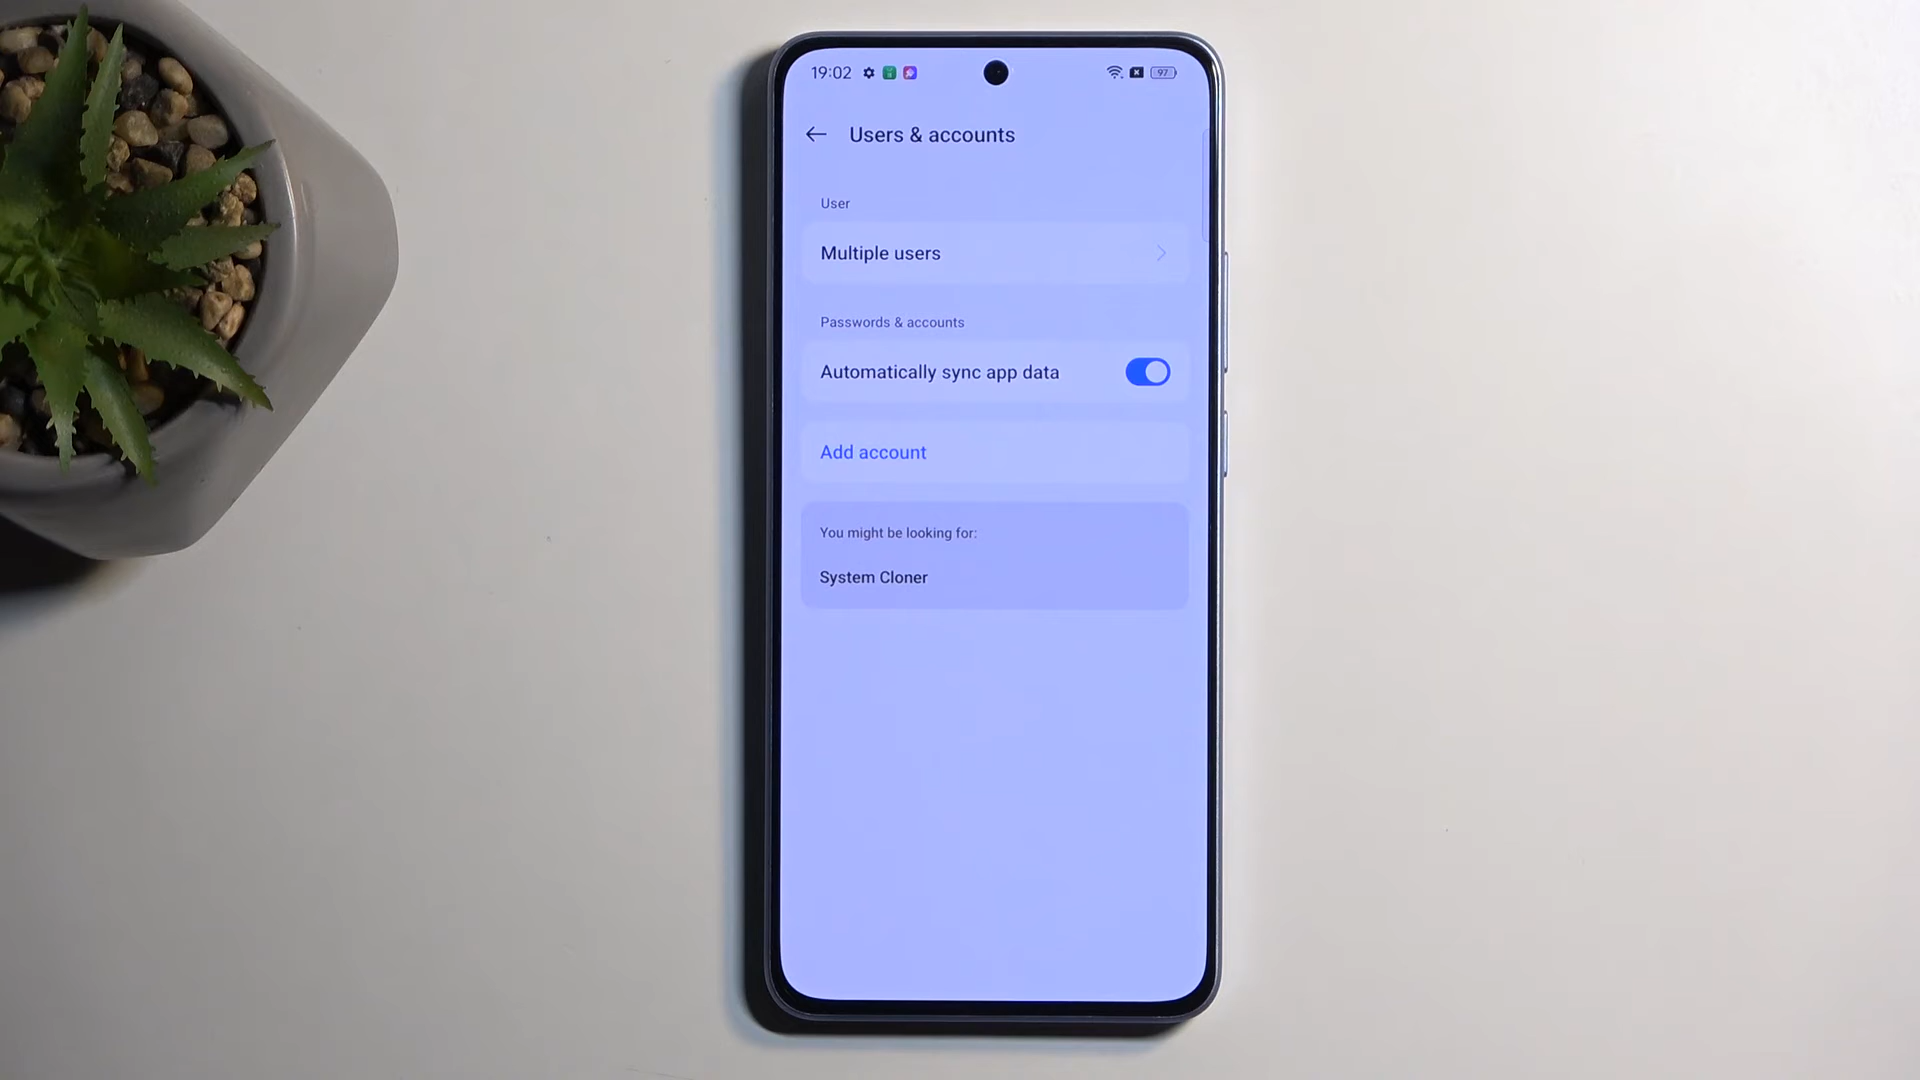 19:02
97
Users & accounts
User
Multiple users
Passwords & accounts
Automatically sync app data
Add account
You might be looking for:
System Cloner